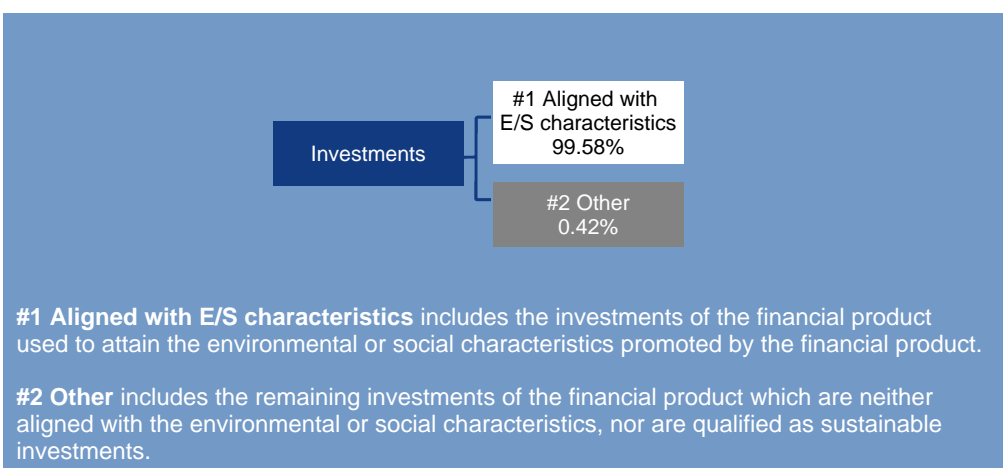 #1 Aligned with
E/S characteristics
99.58%
Investments
#2 Other
0.42%
#1 Aligned with E/S characteristics includes the investments of the financial product
used to attain the environmental or social characteristics promoted by the financial product.
#2 Other includes the remaining investments of the financial product which are neither
aligned with the environmental or social characteristics, nor are qualified as sustainable
investments.